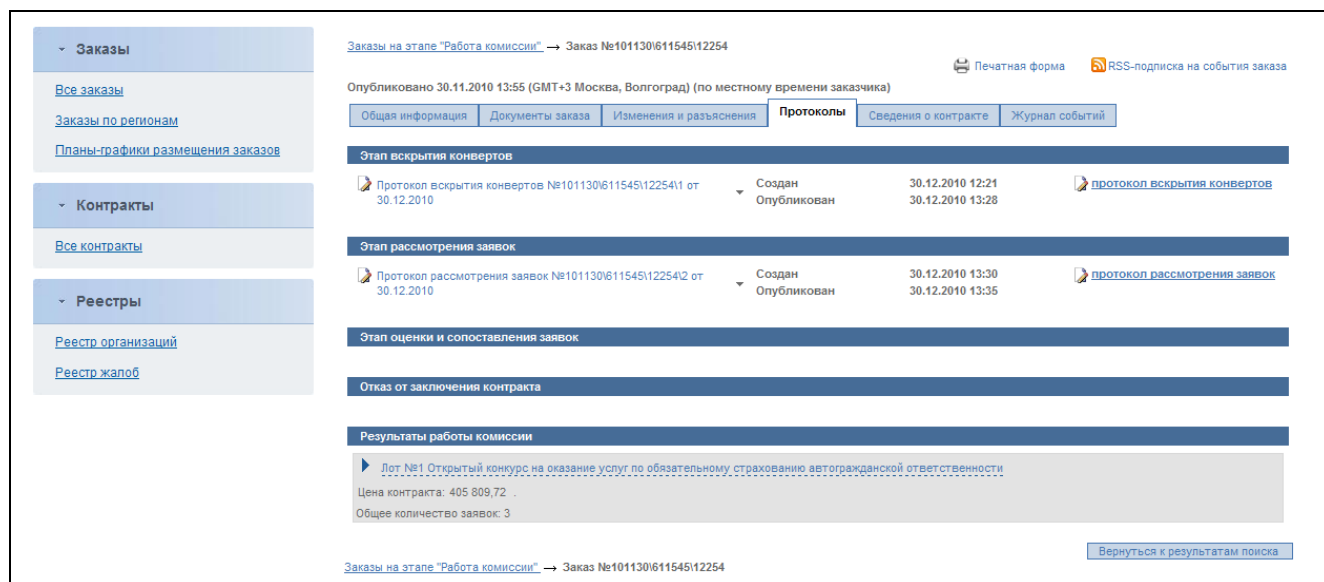 Заказы
Все заказы
Заказы по регионам
Планы-графики размещения заказов
Контракты
Все контракты
Реестры
Реестр организаций
Реестр жалоб
Заказы на этапе "Работа комиссии" → Заказ №101130\611545\12254
Печатная форма RSS-подписка на события заказа
Опубликовано 30.11.2010 13:55 (GMT+3 Москва, Волгоград) (по местному времени заказчика)
Общая информация Документы заказа Изменения и разъяснения Протоколы Сведения о контракте Журнал событий
Этап вскрытия конвертов
Протокол вскрытия конвертов №101130\611545\12254\1 от Создан 30.12.2010 12:21 протокол вскрытия конвертов
30.12.2010 Опубликован 30.12.2010 13:28
Этап рассмотрения заявок
Протокол рассмотрения заявок №101130\611545\12254\2 от Создан 30.12.2010 13:30 протокол рассмотрения заявок
30.12.2010 Опубликован 30.12.2010 13:35
Этап оценки и сопоставления заявок
Отказ от заключения контракта
Результаты работы комиссии
Лот №1 Открытый конкурс на оказание услуг по обязательному страхованию автогражданской ответственности
Цена контракта: 405 809,72 .
Общее количество заявок: 3
Вернуться к результатам поиска
Заказы на этапе "Работа комиссии" → Заказ №101130\611545\12254